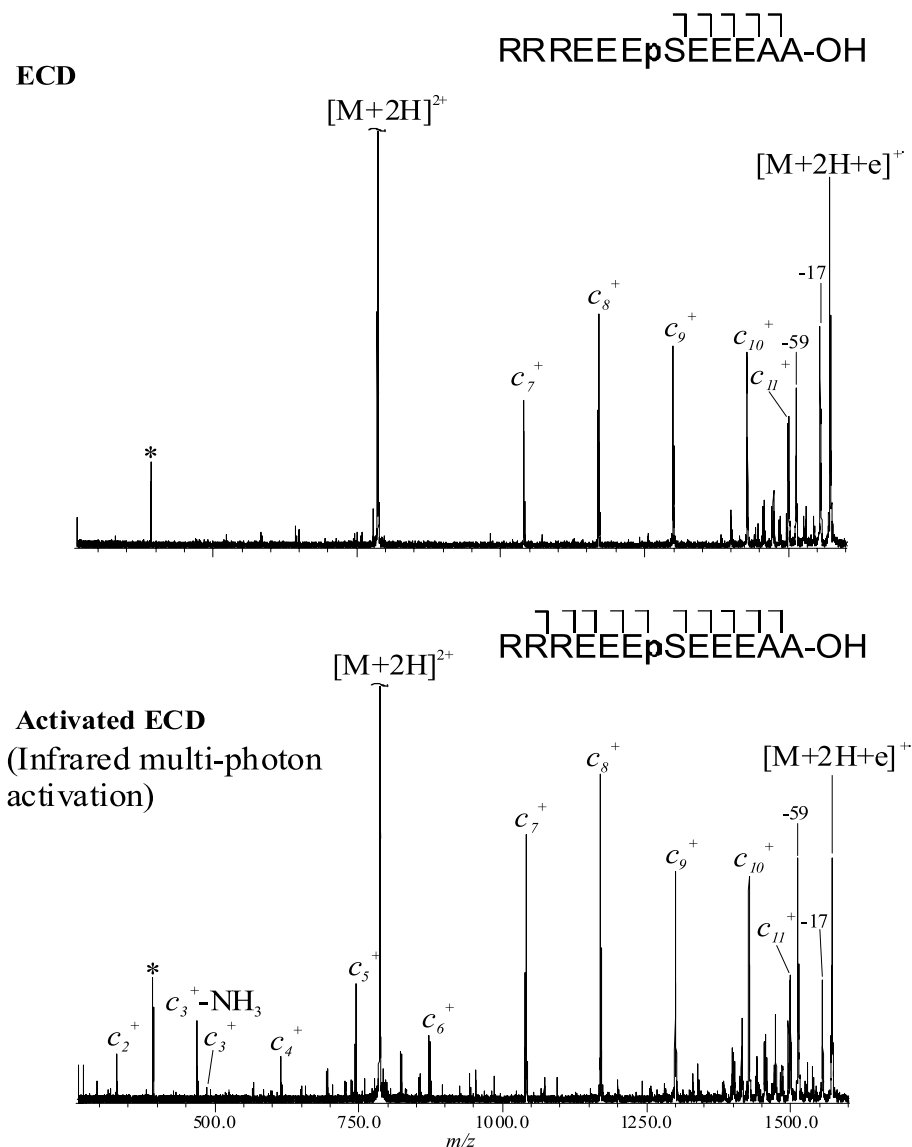 RRREEEpSEEEAA-OH
ECD
[M+2H]²⁺
[M+2H+e]⁺·
-17
c₈⁺
c₉⁺
c₁₀⁺
-59
c₁₁⁺
c₇⁺
*
RRREEEpSEEEAA-OH
[M+2H]²⁺
Activated ECD
(Infrared multi-photon
activation)
c₈⁺
[M+2H+e]⁺·
-59
c₇⁺
c₉⁺
c₁₀⁺
c₁₁⁺
-17
*
c₅⁺
c₃⁺-NH₃
c₂⁺
c₃⁺
c₄⁺
c₆⁺
500.0 750.0 1000.0 1250.0 1500.0
m/z